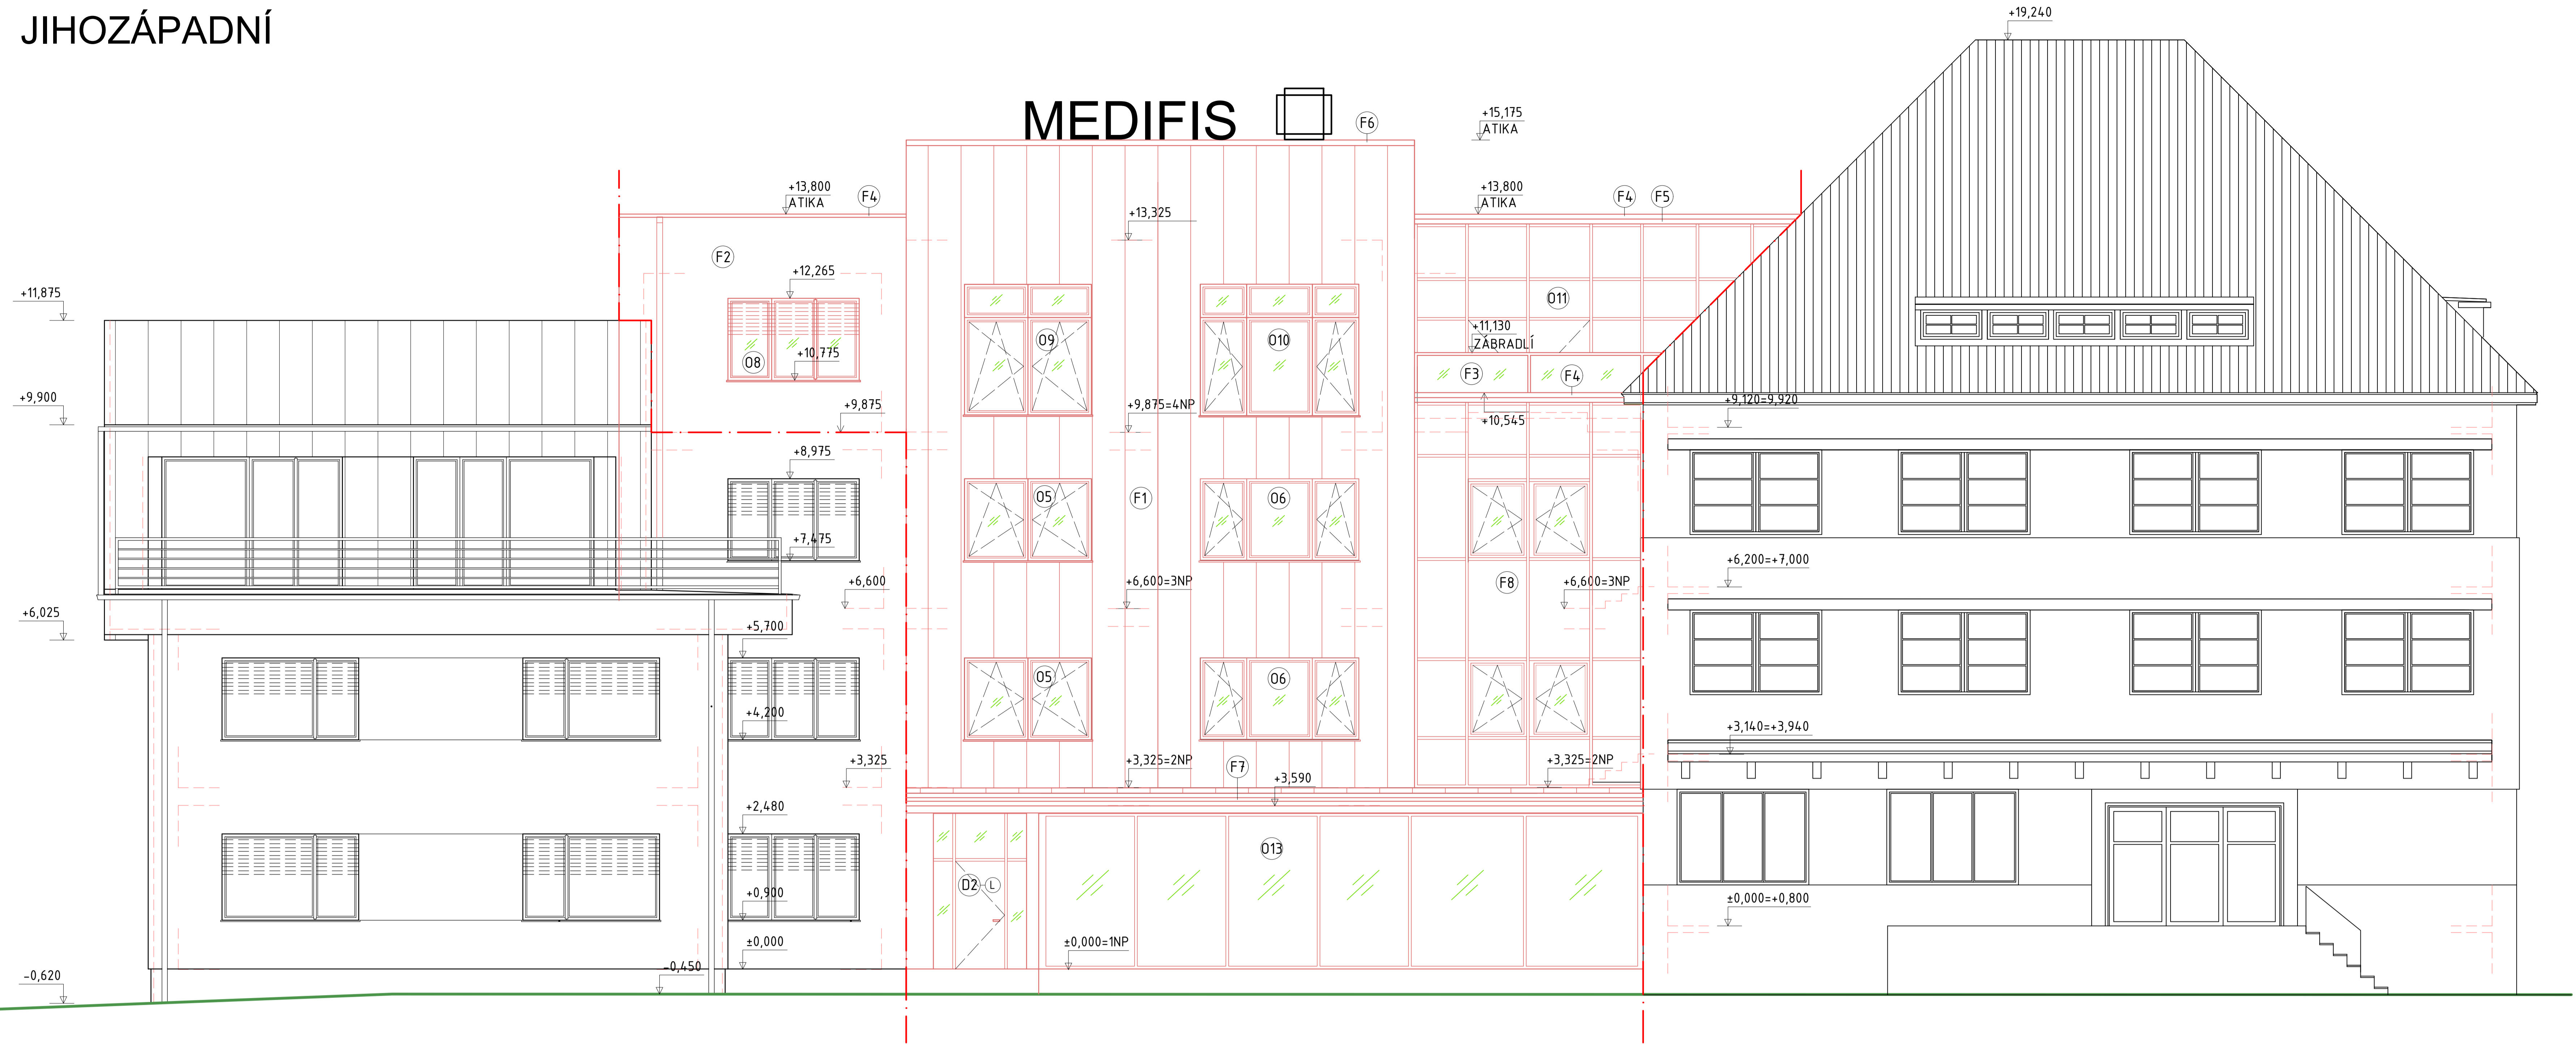 JIHOZÁPADNÍ
+19,240
MEDIFIS
F6
+15,175
ATIKA
+13,800
ATIKA
F4
+13,800
ATIKA
F4
F5
+13,325
F2
+12,265
+11,875
O8
+10,775
O9
O10
O11
+11,130
ZÁBRADLÍ
F3
F4
+9,900
+9,875
+9,875=4NP
+10,545
+9,120=9,920
+8,975
O5
F1
O6
+7,475
+6,600
+6,600=3NP
F8
+6,600=3NP
+6,200=+7,000
+6,025
+5,700
O5
O6
+4,200
+3,140=+3,940
+3,325
+3,325=2NP
F7
+3,590
+3,325=2NP
+2,480
O13
+0,900
D2
L
±0,000=+0,800
±0,000
±0,000=1NP
-0,620
-0,450